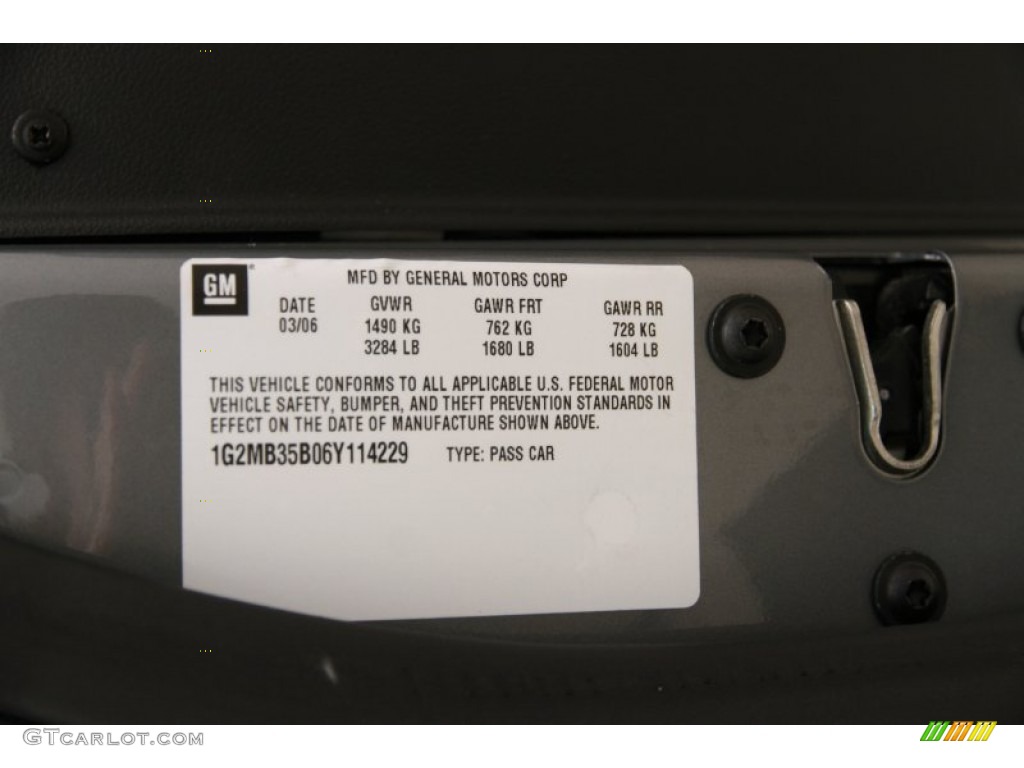 GM
MFD BY GENERAL MOTORS CORP
DATE GVWR GAWR FRT GAWR RR
03/06 1490 KG 762 KG 728 KG
3284 LB 1680 LB 1604 LB
THIS VEHICLE CONFORMS TO ALL APPLICABLE U.S. FEDERAL MOTOR
VEHICLE SAFETY, BUMPER, AND THEFT PREVENTION STANDARDS IN
EFFECT ON THE DATE OF MANUFACTURE SHOWN ABOVE.
1G2MB35B06Y114229 TYPE: PASS CAR
GTCARLOT.COM